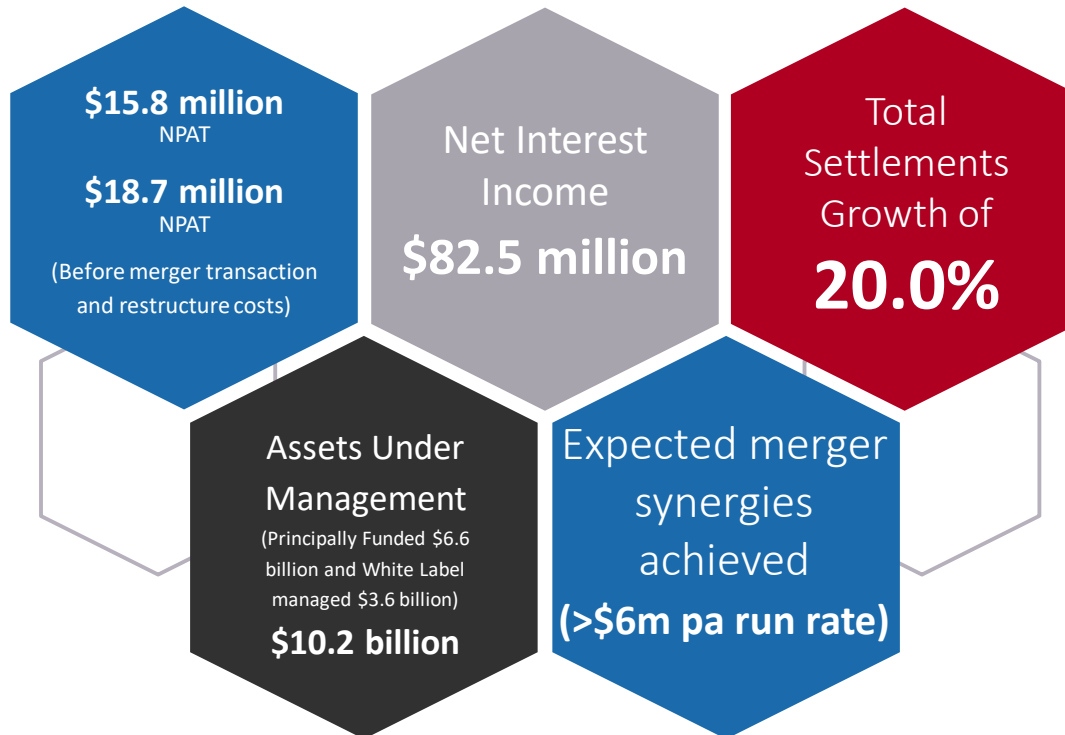 $15.8 million
NPAT
$18.7 million
NPAT
(Before merger transaction
and restructure costs)
Net Interest
Income
$82.5 million
Total
Settlements
Growth of
20.0%
Assets Under
Management
(Principally Funded $6.6
billion and White Label
managed $3.6 billion)
$10.2 billion
Expected merger
synergies
achieved
(>$6m pa run rate)